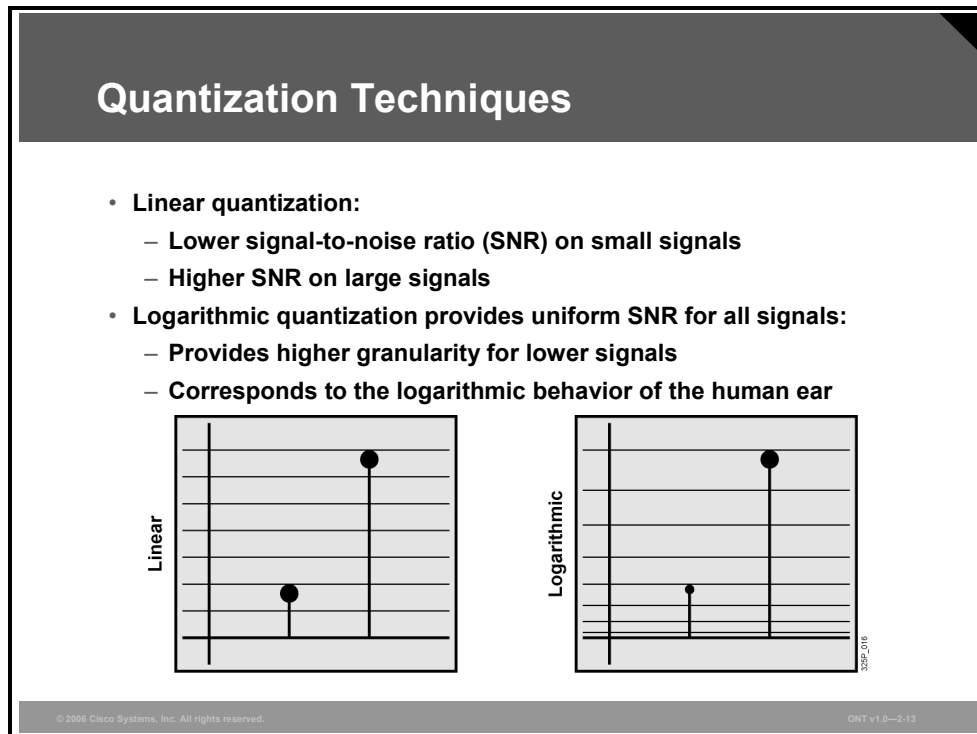 Quantization Techniques
• Linear quantization:
– Lower signal-to-noise ratio (SNR) on small signals
– Higher SNR on large signals
• Logarithmic quantization provides uniform SNR for all signals:
– Provides higher granularity for lower signals
– Corresponds to the logarithmic behavior of the human ear
Linear
Logarithmic
325P_016
© 2006 Cisco Systems, Inc. All rights reserved.
ONT v1.0—2-13